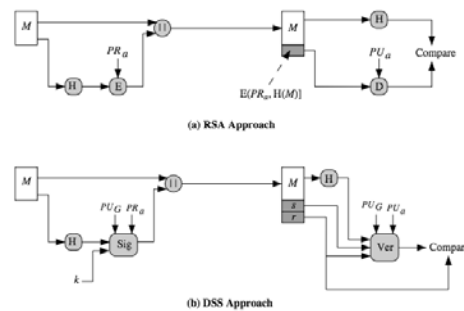 M
||
M
H
PRa
PUa
Compare
H
E
D
E(PRa, H(M)]
(a) RSA Approach
M
||
M
H
s
r
PUG PRa
PUG PUa
H
Sig
Ver
Compar
k
(b) DSS Approach